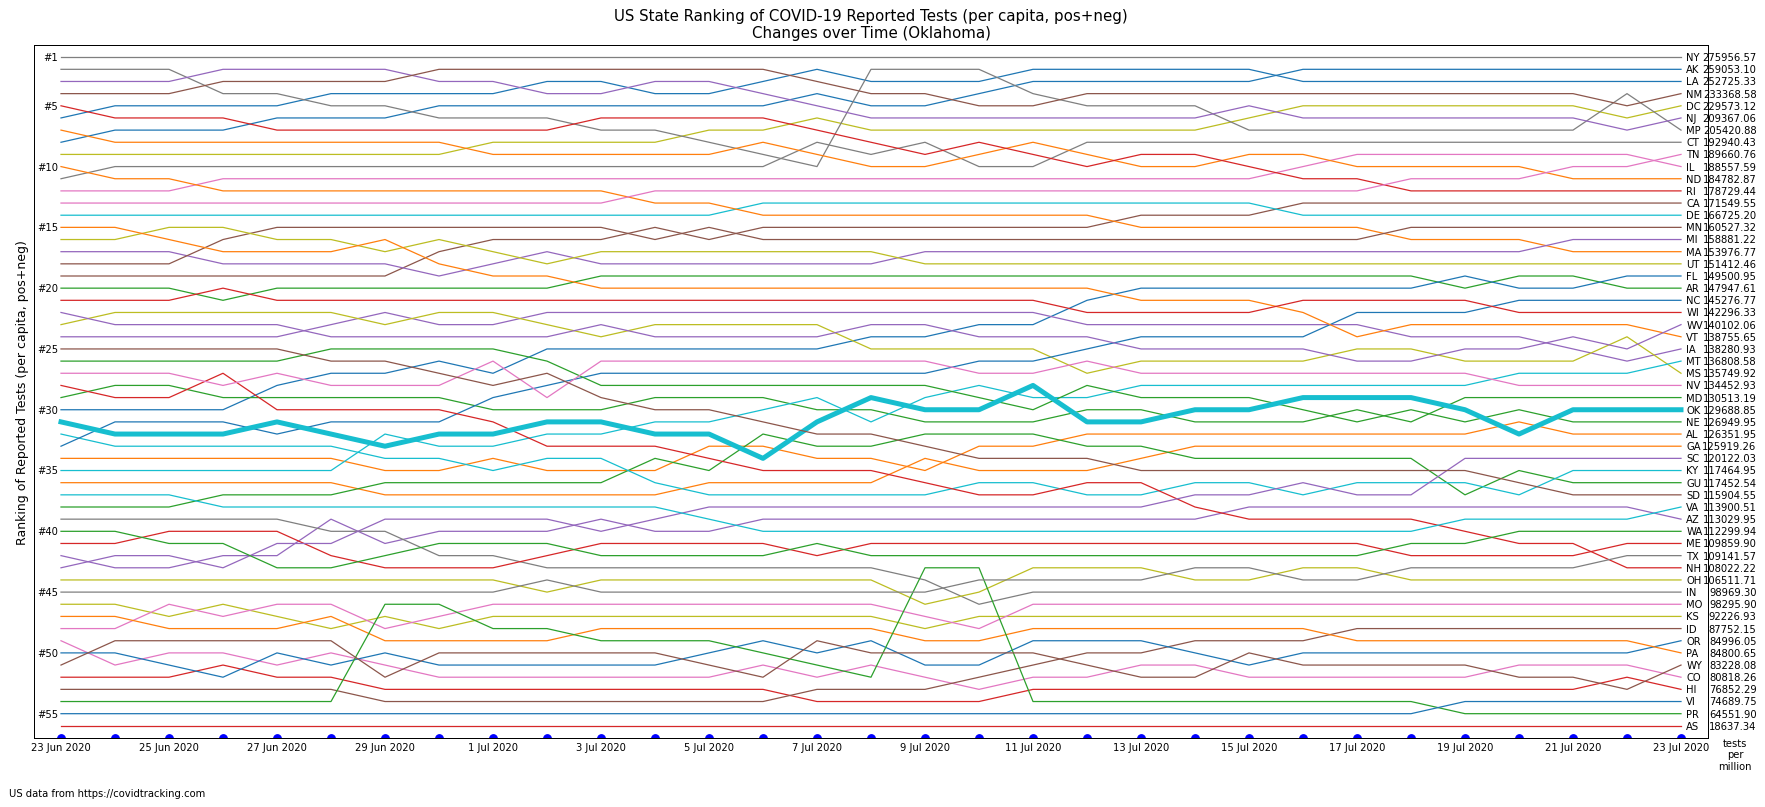 US State Ranking of COVID-19 Reported Tests (per capita, pos+neg)
Changes over Time (Oklahoma)
Ranking of Reported Tests (per capita, pos+neg)
#1
#5
#10
#15
#20
#25
#30
#35
#40
#45
#50
#55
NY 275956.57
AK 259053.10
LA 252725.33
NM 233368.58
DC 229573.12
NJ 209367.06
MP 205420.88
CT 192940.43
TN 189660.76
IL 188557.59
ND 184782.87
RI 178729.44
CA 171549.55
DE 166725.20
MN 160527.32
MI 158881.22
MA 153976.77
UT 151412.46
FL 149500.95
AR 147947.61
NC 145276.77
WI 142296.33
WV 140102.06
VT 138755.65
IA 138280.93
MT 136808.58
MS 135749.92
NV 134452.93
MD 130513.19
OK 129688.85
NE 126949.95
AL 126351.95
GA 125919.26
SC 120122.03
KY 117464.95
GU 117452.54
SD 115904.55
VA 113900.51
AZ 113029.95
WA 112299.94
ME 109859.90
TX 109141.57
NH 108022.22
OH 106511.71
IN 98969.30
MO 98295.90
KS 92226.93
ID 87752.15
OR 84996.05
PA 84800.65
WY 83228.08
CO 80818.26
HI 76852.29
VI 74689.75
PR 64551.90
AS 18637.34
23 Jun 2020 25 Jun 2020 27 Jun 2020 29 Jun 2020 1 Jul 2020 3 Jul 2020 5 Jul 2020 7 Jul 2020 9 Jul 2020 11 Jul 2020 13 Jul 2020 15 Jul 2020 17 Jul 2020 19 Jul 2020 21 Jul 2020 23 Jul 2020
tests
per
million
US data from https://covidtracking.com